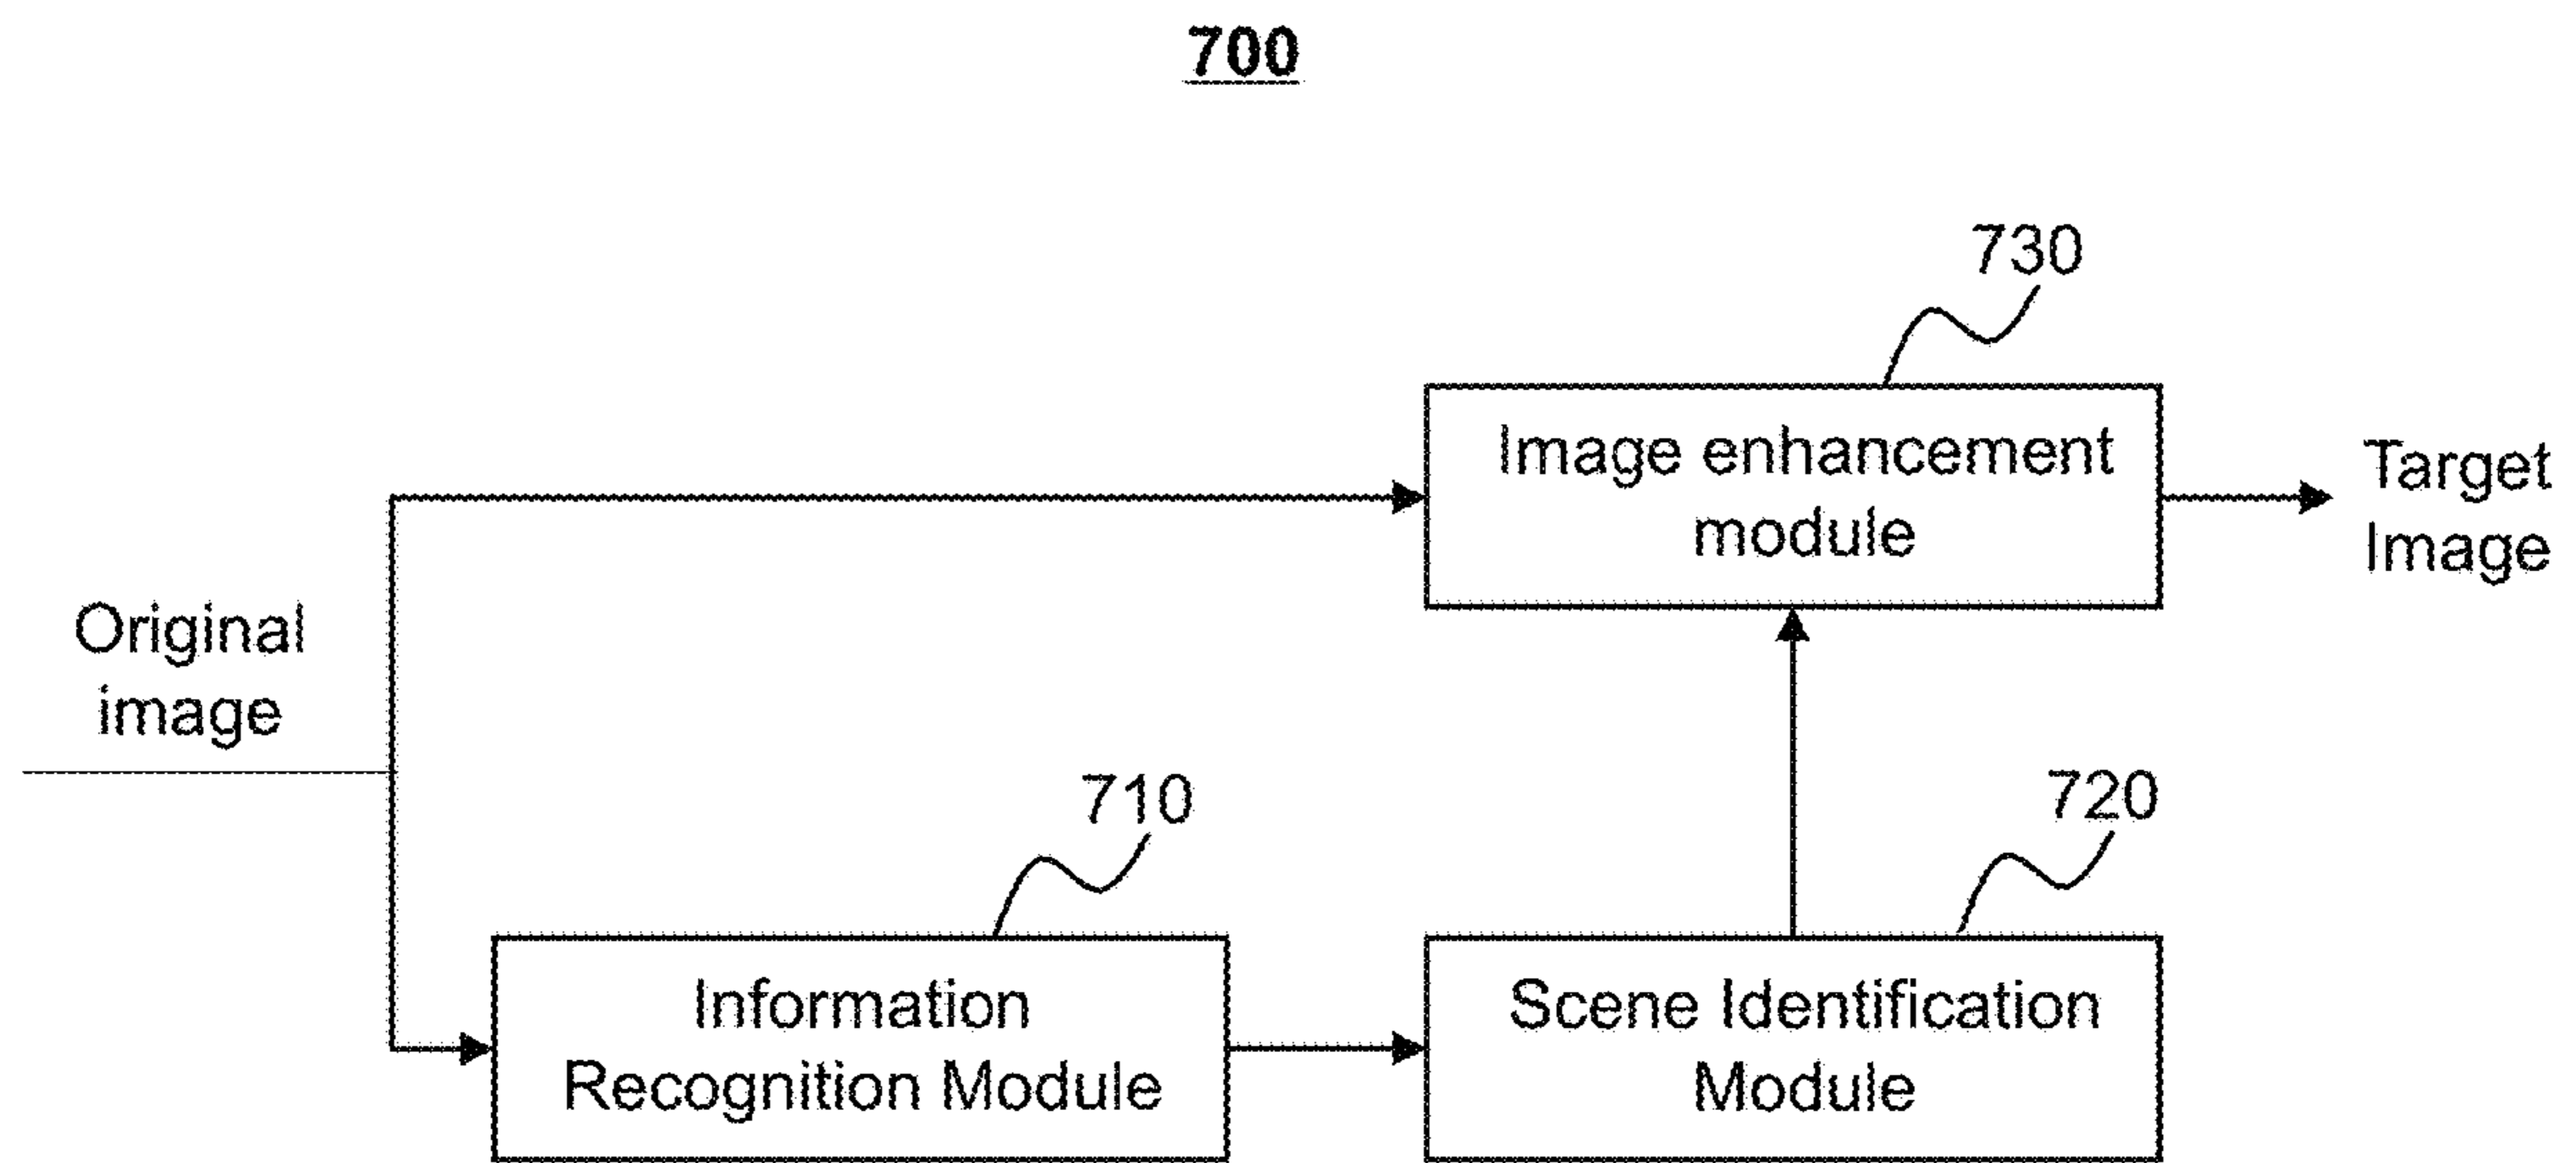 700
730
Image enhancement
module
Target
Image
Original
image
710
720
Information
Recognition Module
Scene Identification
Module